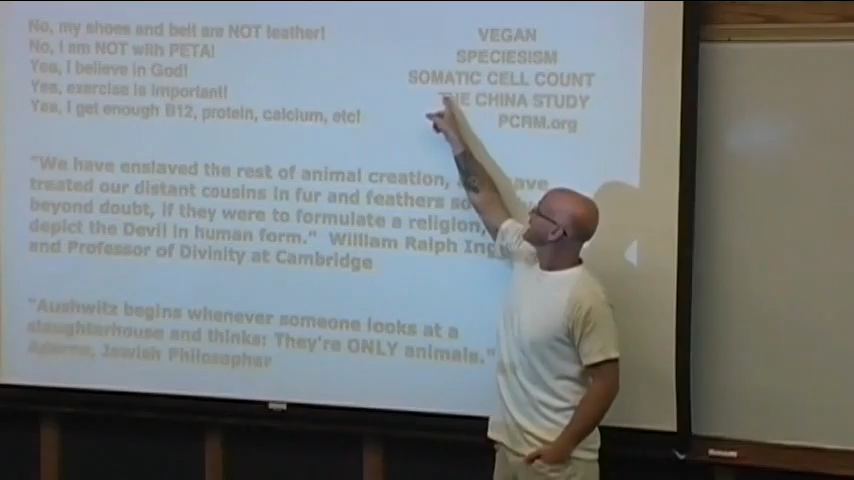 No, my shoes and belt are NOT leather!
No, I am NOT with PETA!
Yes, I believe in God!
Yes, exercise is important!
Yes, I get enough B12, protein, calcium, etc!
VEGAN
SPECIESISM
SOMATIC CELL COUNT
THE CHINA STUDY
PCRM.org
"We have enslaved the rest of animal creation, and have
treated our distant cousins in fur and feathers so
beyond doubt, if they were to formulate a religion,
depict the Devil in human form." William Ralph
and Professor of Divinity at Cambridge
"Aushwitz begins whenever someone looks at a
slaughterhouse and thinks: They're ONLY animals."
Adorno, Jewish Philosopher